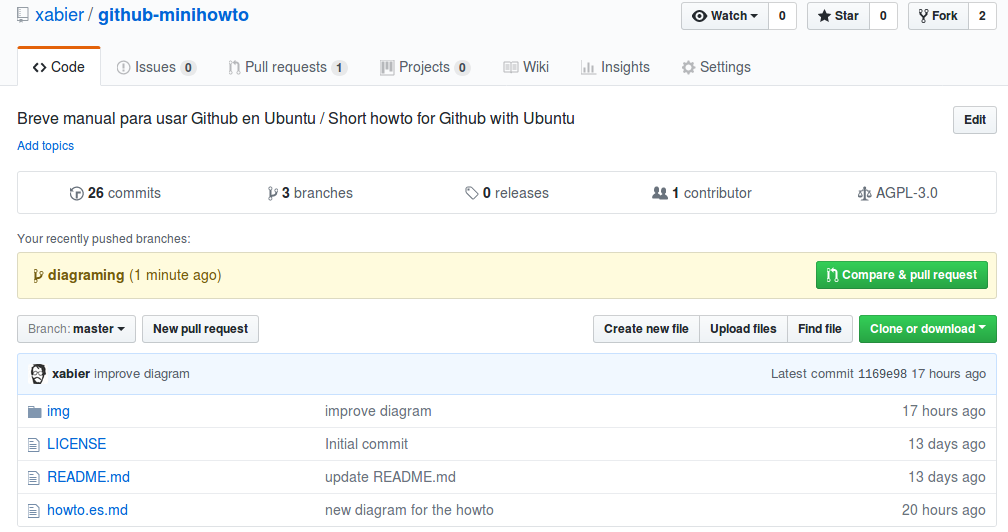 xabier / github-minihowto
Watch 0 Star 0 Fork 2
Code Issues 0 Pull requests 1 Projects 0 Wiki Insights Settings
Breve manual para usar Github en Ubuntu / Short howto for Github with Ubuntu
Edit
Add topics
26 commits 3 branches 0 releases 1 contributor AGPL-3.0
Your recently pushed branches:
diagraming (1 minute ago) Compare & pull request
Branch: master New pull request Create new file Upload files Find file Clone or download
xabier improve diagram Latest commit 1169e98 17 hours ago
img improve diagram 17 hours ago
LICENSE Initial commit 13 days ago
README.md update README.md 13 days ago
howto.es.md new diagram for the howto 20 hours ago